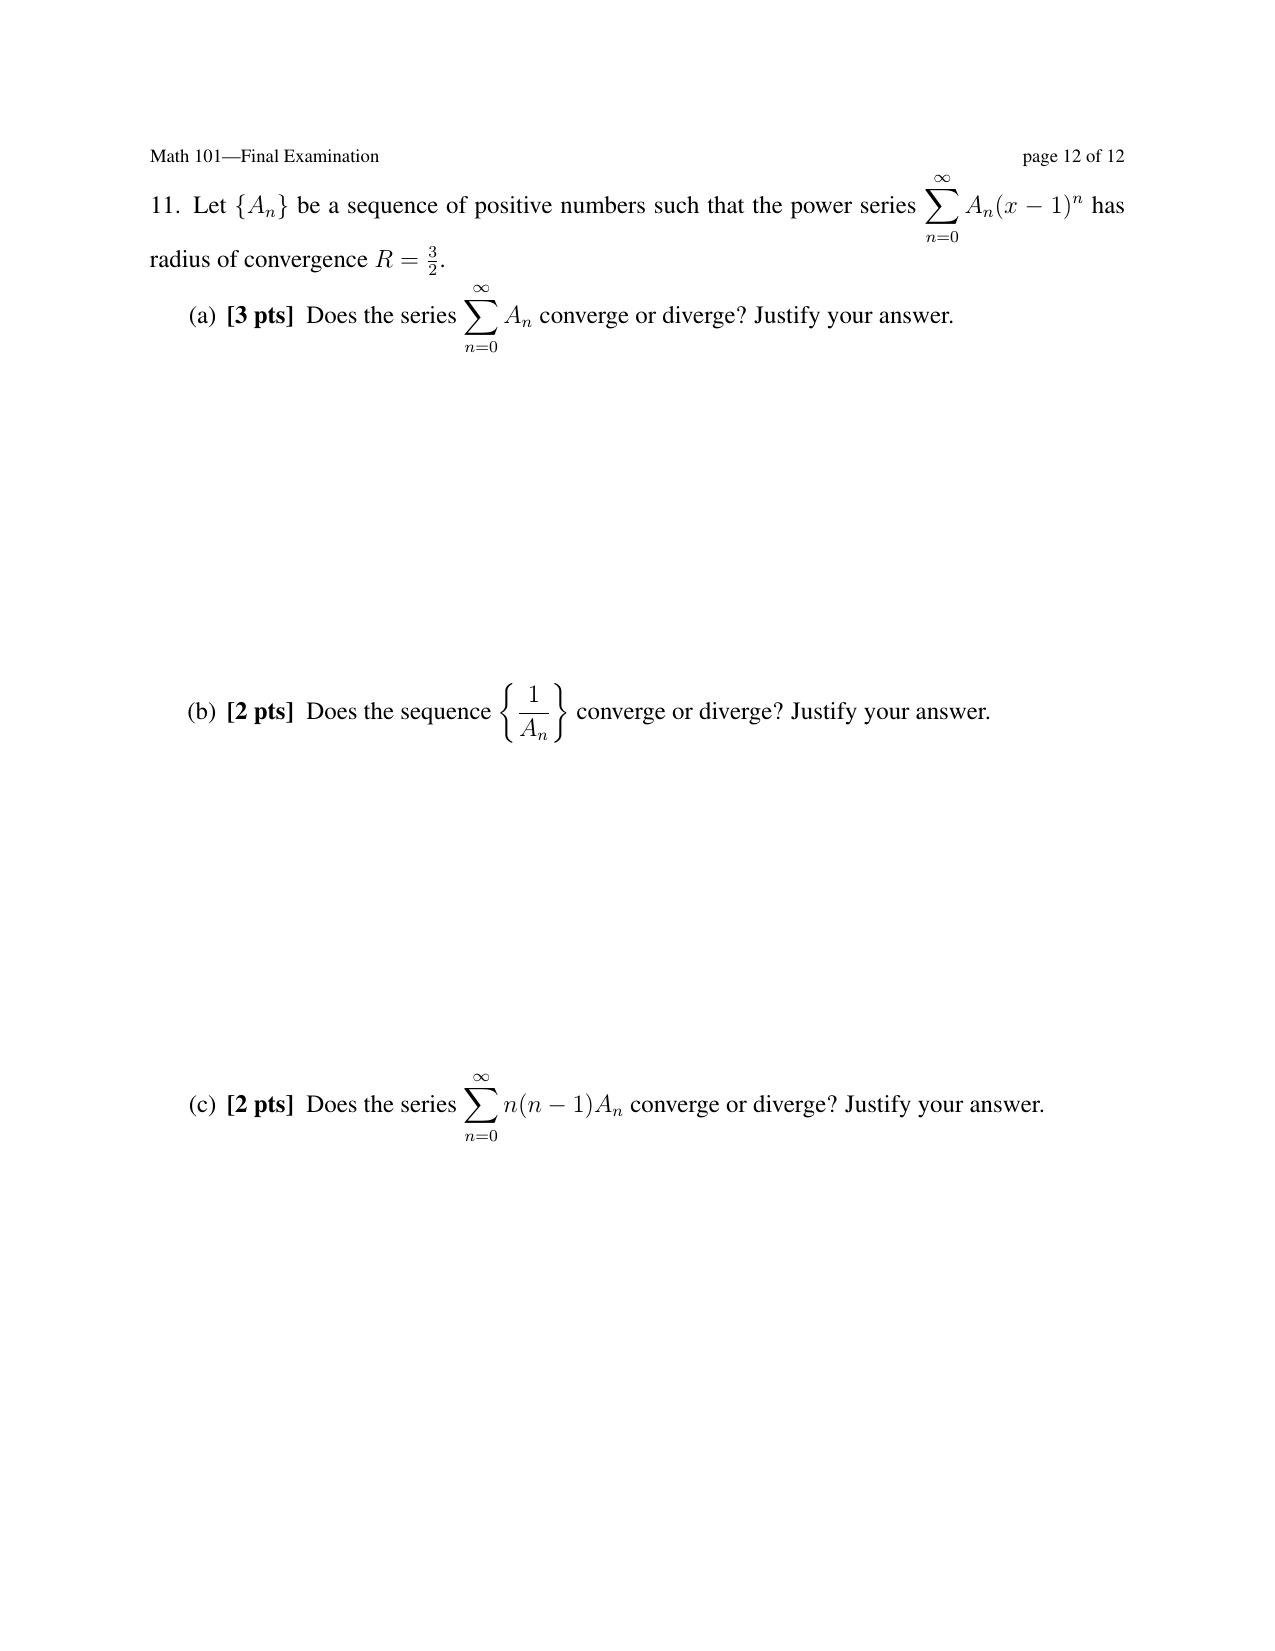 Math 101—Final Examination page 12 of 12
11. Let {A_n} be a sequence of positive numbers such that the power series \sum_{n=0}^{\infty} A_n(x − 1)^n has
radius of convergence R = \frac{3}{2}.
(a) [3 pts] Does the series \sum_{n=0}^{\infty} A_n converge or diverge? Justify your answer.
(b) [2 pts] Does the sequence \left\{\frac{1}{A_n}\right\} converge or diverge? Justify your answer.
(c) [2 pts] Does the series \sum_{n=0}^{\infty} n(n − 1)A_n converge or diverge? Justify your answer.